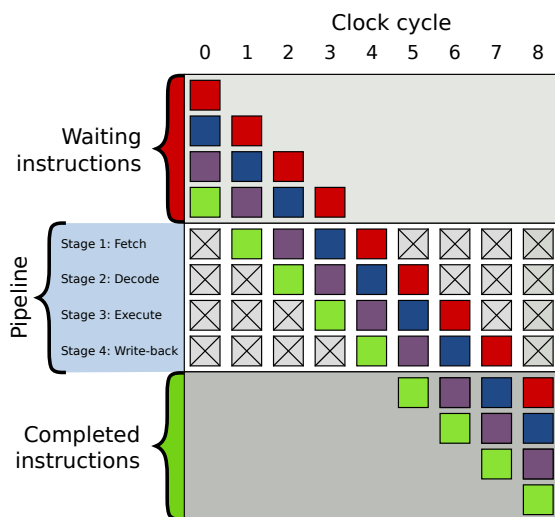 Clock cycle
0 1 2 3 4 5 6 7 8
Waiting
instructions
Pipeline
Stage 1: Fetch
Stage 2: Decode
Stage 3: Execute
Stage 4: Write-back
Completed
instructions